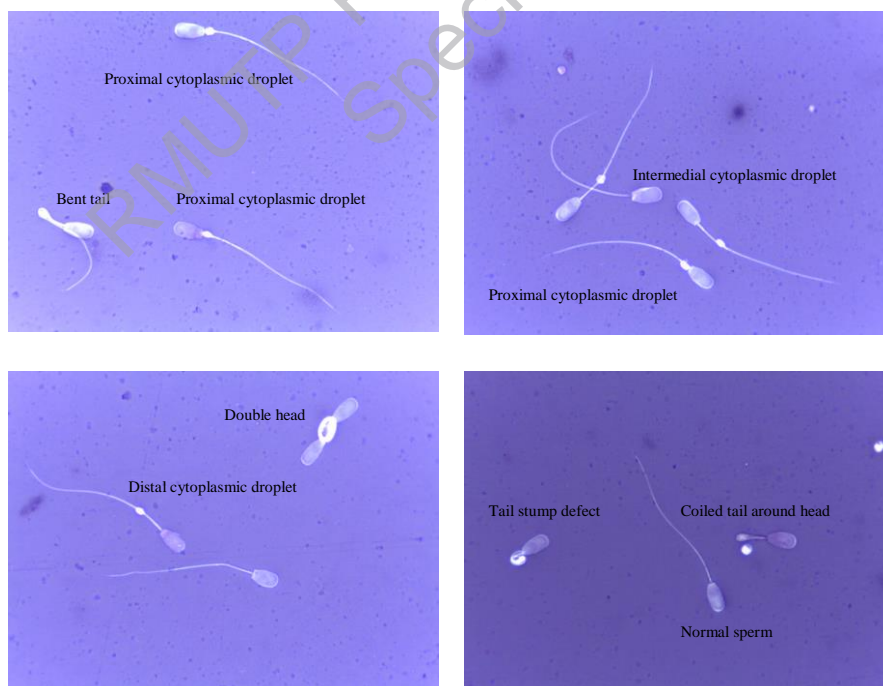 RMUTP
Proximal cytoplasmic droplet
Bent tail
Proximal cytoplasmic droplet
Intermedial cytoplasmic droplet
Proximal cytoplasmic droplet
Double head
Distal cytoplasmic droplet
Tail stump defect
Coiled tail around head
Normal sperm